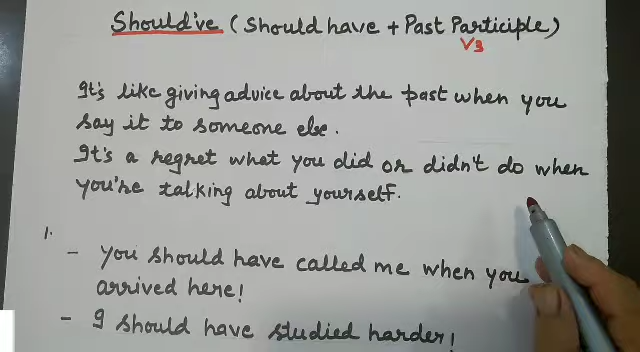 Should've (Should have + Past Participle)
V3
It's like giving advice about the past when you
say it to someone else.
It's a regret what you did or didn't do when
you're talking about yourself.
1.
- You should have called me when you
arrived here!
- I should have studied harder!